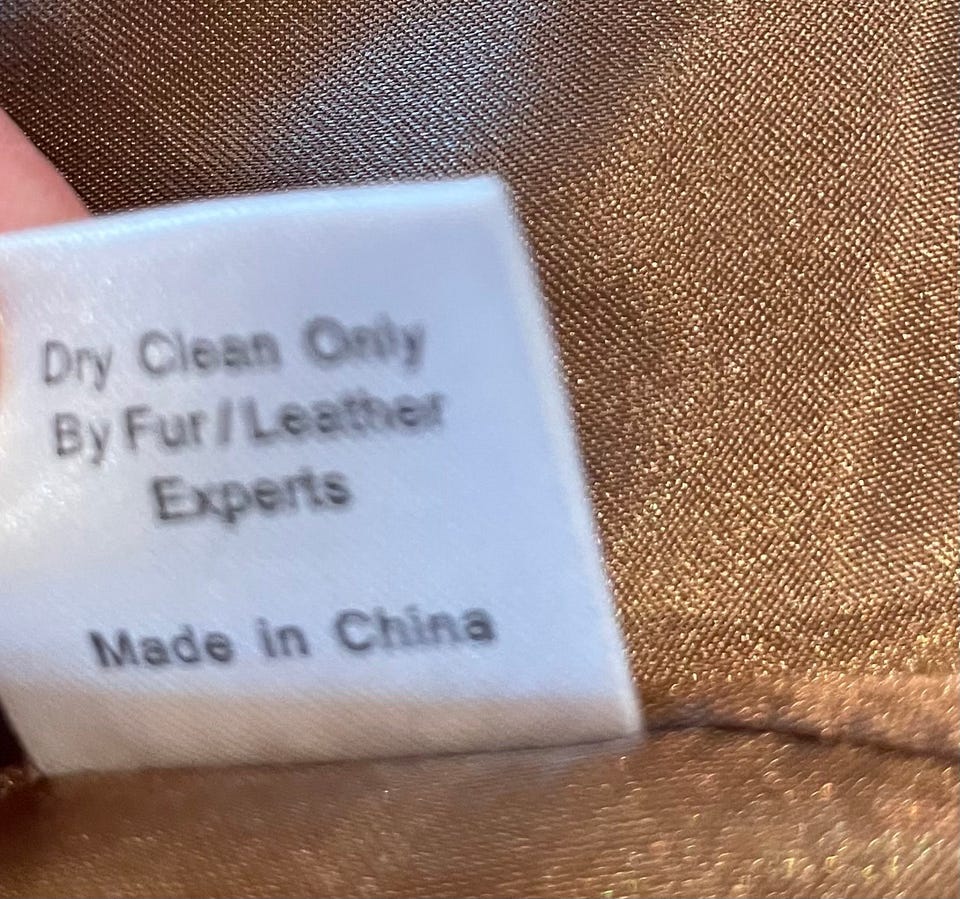 Dry Clean Only
By Fur/Leather
Experts
Made in China